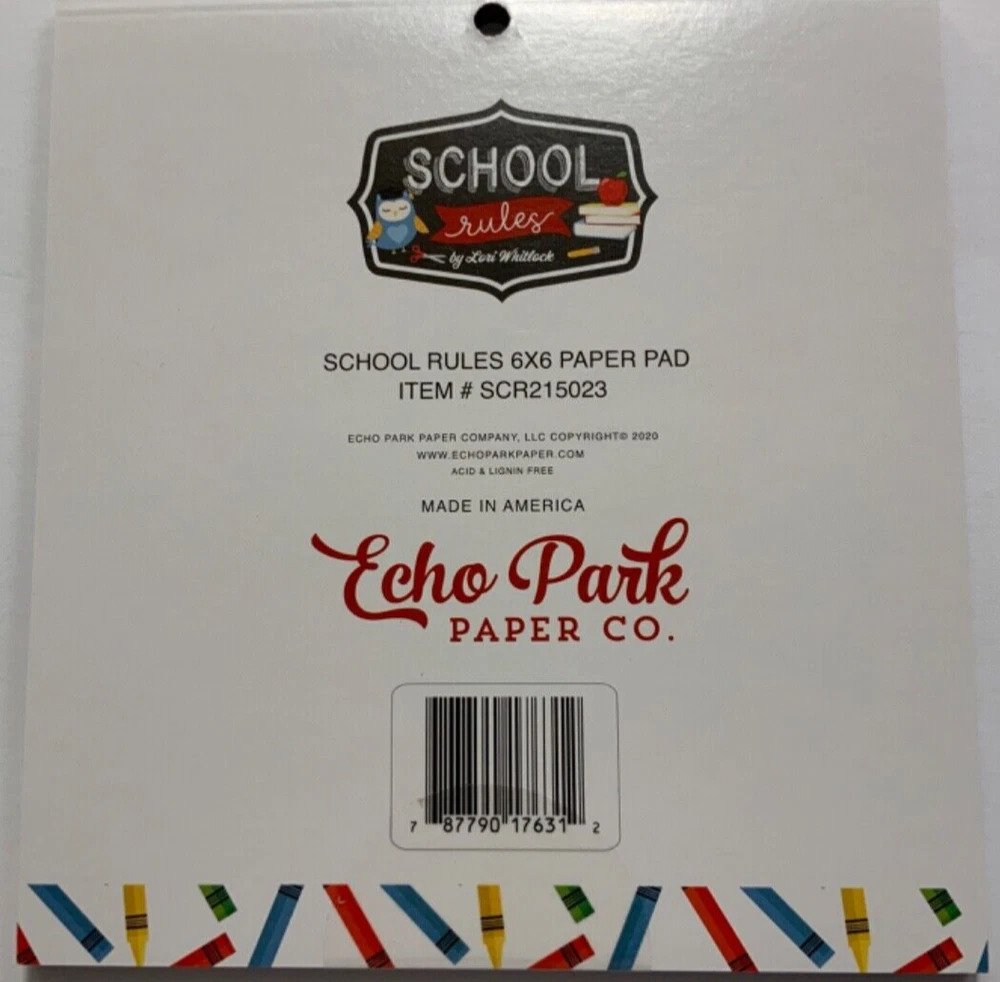 SCHOOL
rules
by Lori Whitlock
SCHOOL RULES 6X6 PAPER PAD
ITEM # SCR215023
ECHO PARK PAPER COMPANY, LLC COPYRIGHT© 2020
WWW.ECHOPARKPAPER.COM
ACID & LIGNIN FREE
MADE IN AMERICA
Echo Park
PAPER CO.
7 87790 17631 2